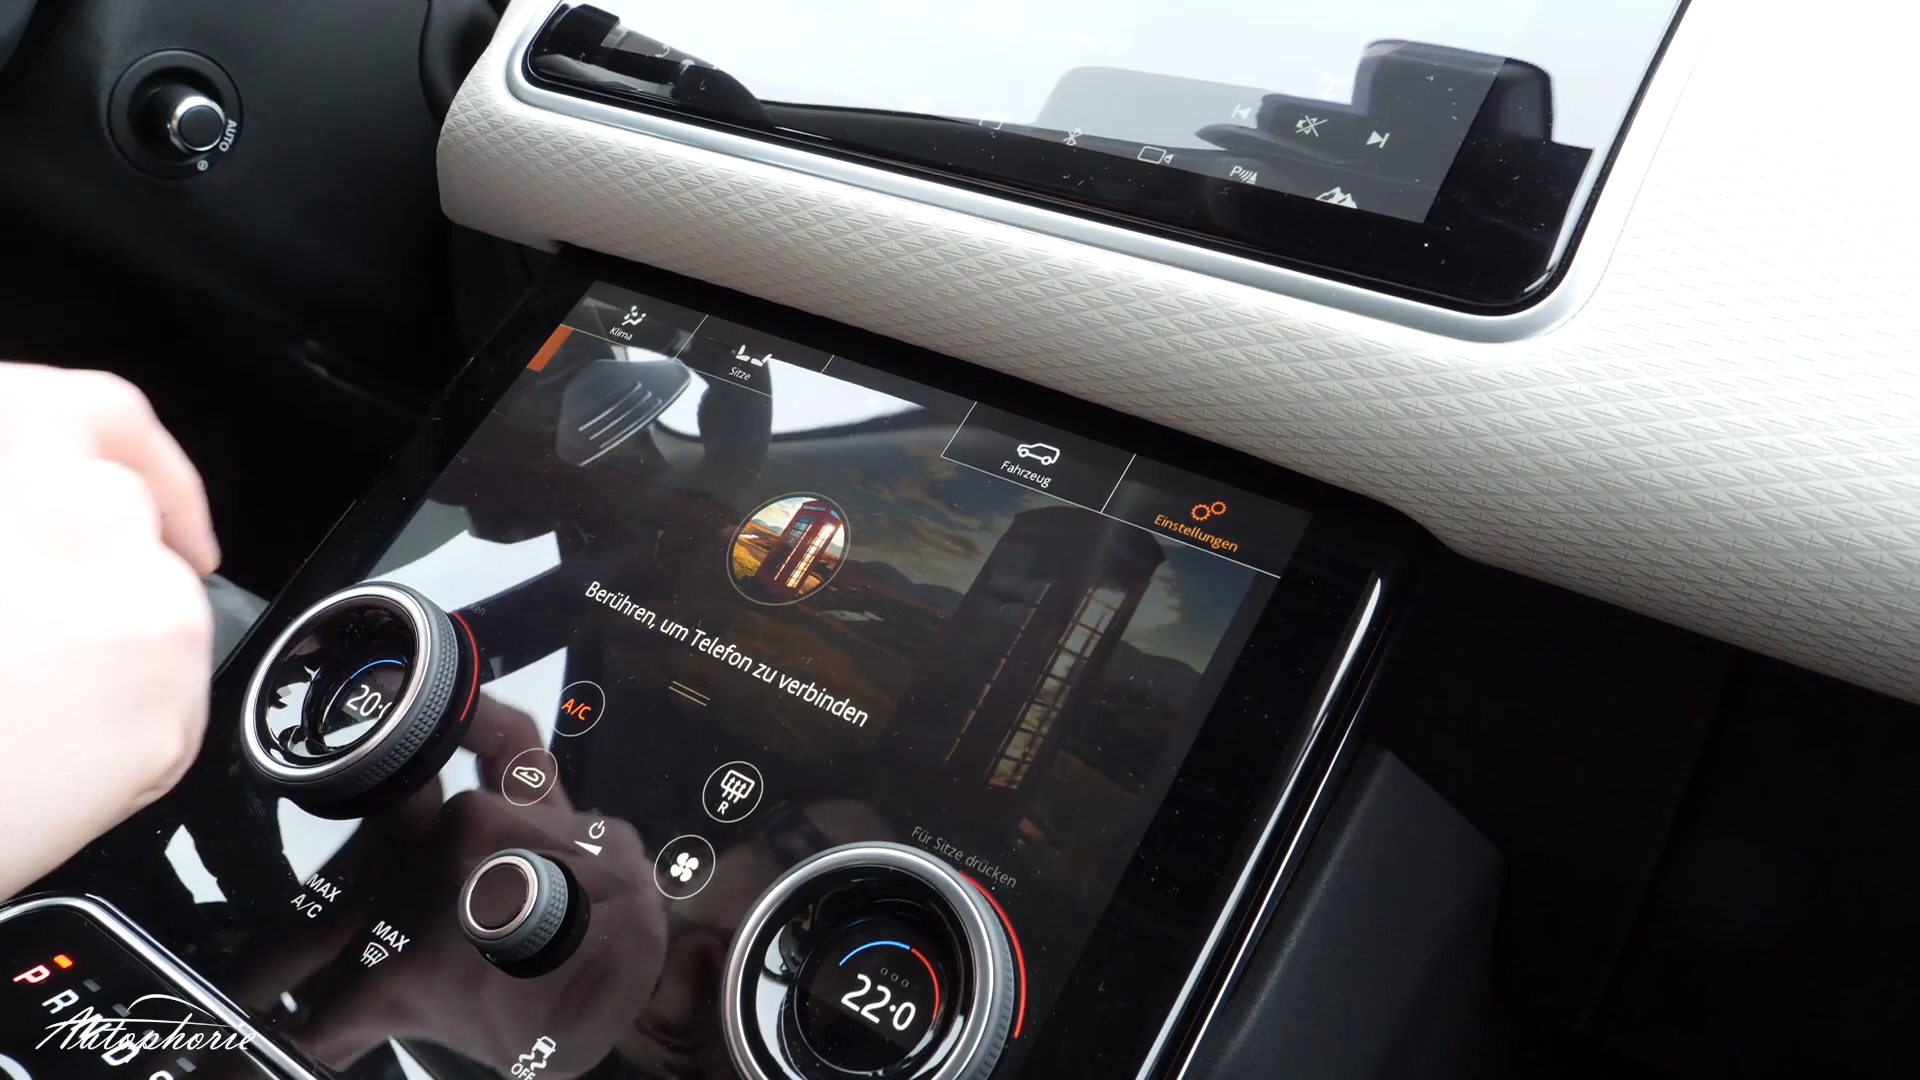 AUTO
P
Klima
Sitze
Fahrzeug
Einstellungen
Berühren, um Telefon zu verbinden
20
A/C
R
Für Sitze drücken
MAX
A/C
MAX
22·0
OFF
P
R
N
D
Autophorie